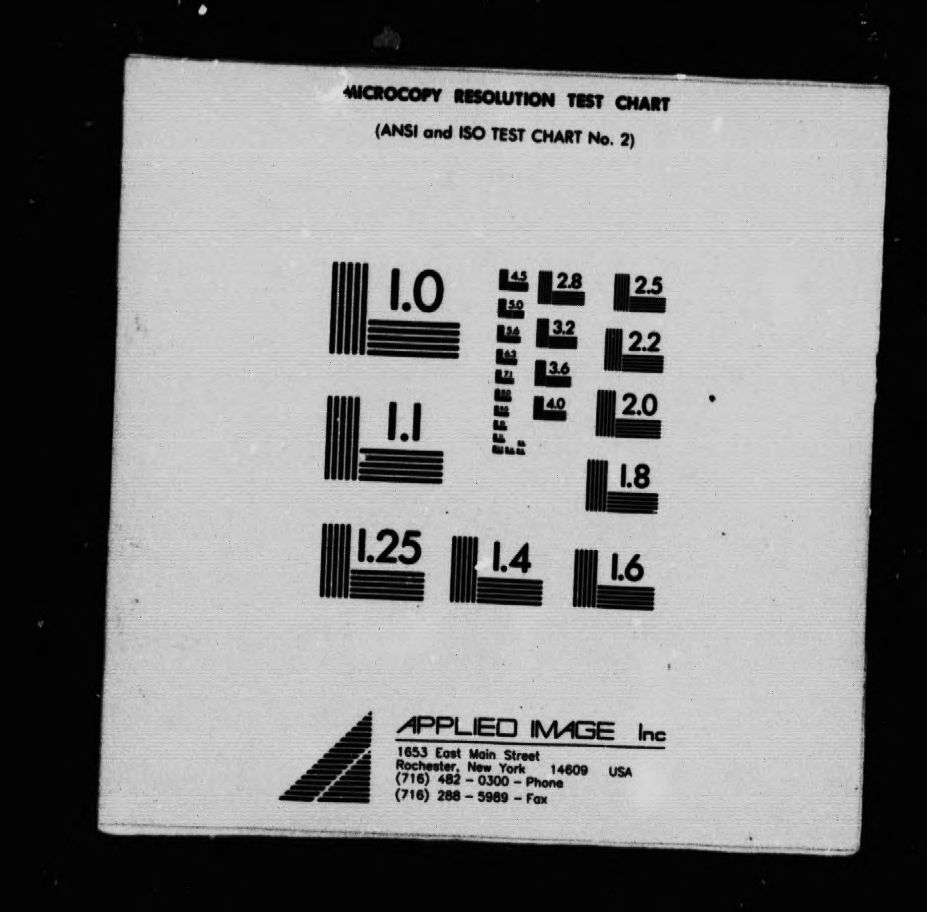 MICROCOPY RESOLUTION TEST CHART
(ANSI and ISO TEST CHART No. 2)
1.0
4.5 2.8 2.5
5.0
5.6 3.2 2.2
6.3
7.1 3.6
4.0 2.0
1.1
1.8
1.25 1.4 1.6
APPLIED IMAGE Inc
1653 East Main Street
Rochester, New York 14609 USA
(716) 482 - 0300 - Phone
(716) 288 - 5989 - Fax